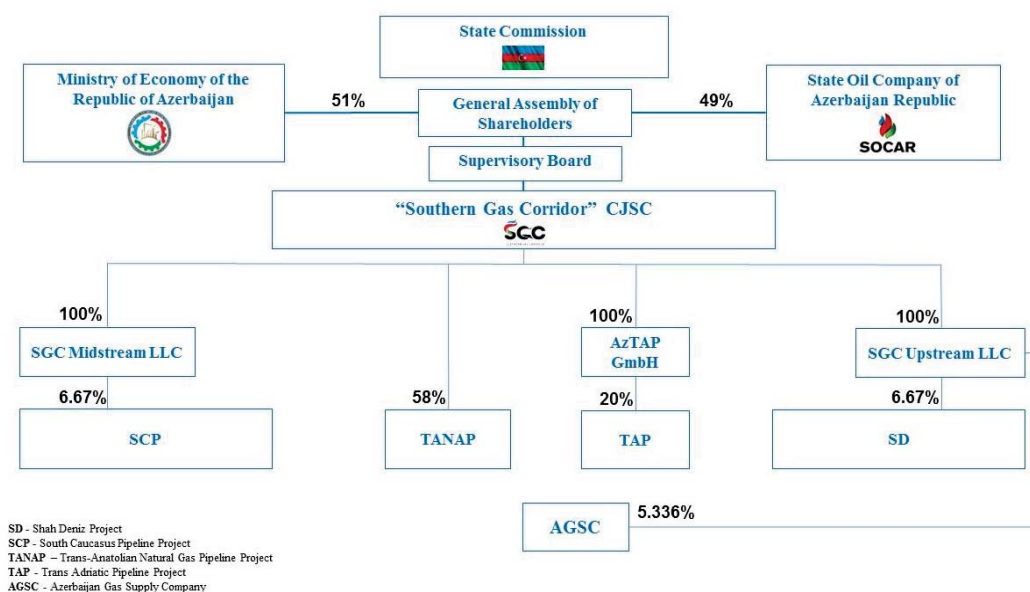 State Commission
Ministry of Economy of the
Republic of Azerbaijan
51%
General Assembly of
Shareholders
49%
State Oil Company of
Azerbaijan Republic
SOCAR
Supervisory Board
“Southern Gas Corridor” CJSC
SGC
100%
SGC Midstream LLC
6.67%
SCP
58%
TANAP
100%
AzTAP
GmbH
20%
TAP
100%
SGC Upstream LLC
6.67%
SD
AGSC
5.336%
SD - Shah Deniz Project
SCP - South Caucasus Pipeline Project
TANAP – Trans-Anatolian Natural Gas Pipeline Project
TAP - Trans Adriatic Pipeline Project
AGSC - Azerbaijan Gas Supply Company